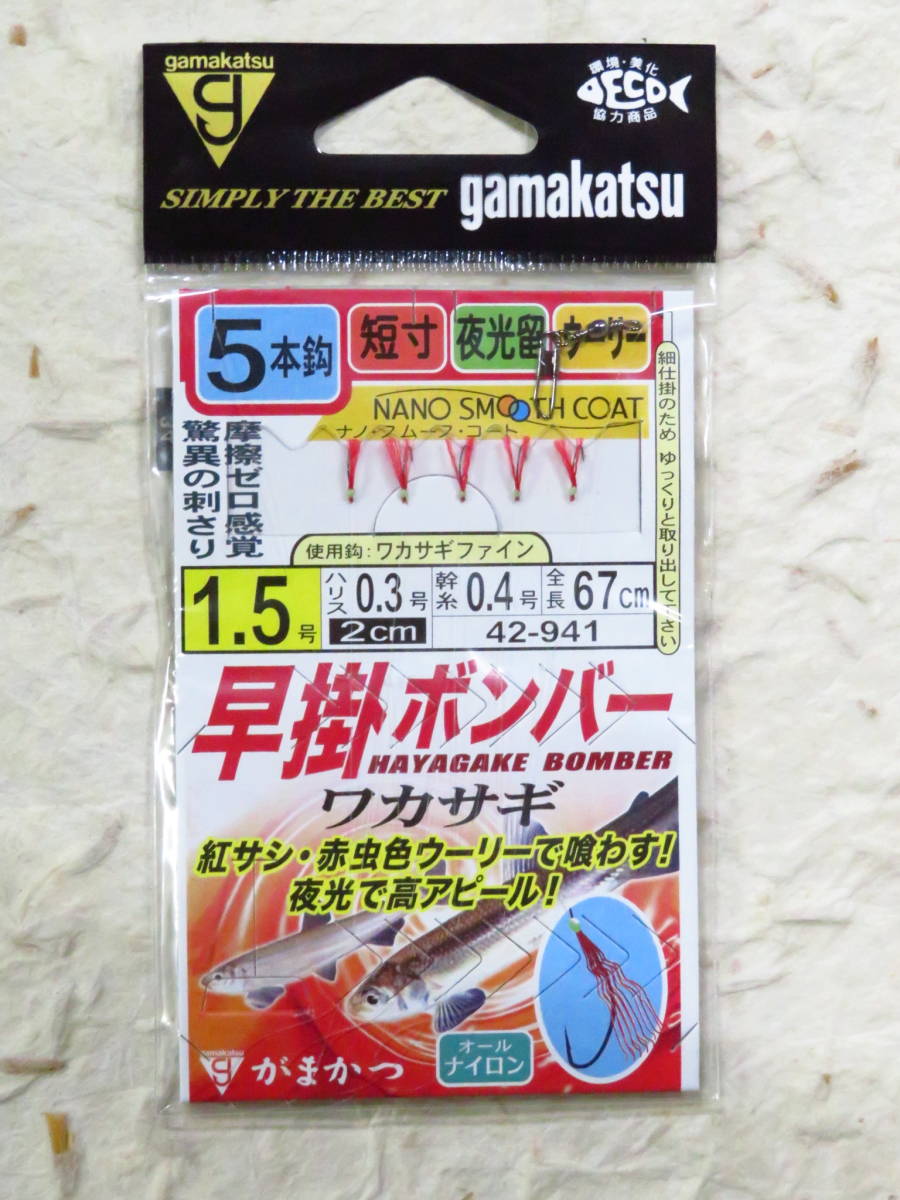 gamakatsu
環境・美化
DECO
協力商品
SIMPLY THE BEST
gamakatsu
5本鈎
短寸
夜光留
ウーリー
細仕掛のため ゆっくりと取り出して下さい
NANO SMOOTH COAT
ナノ・スムース・コート
摩擦ゼロ感覚
驚異の刺さり
使用鈎:ワカサギファイン
1.5号
ハリス0.3号
2cm
幹糸0.4号
全長67cm
42-941
早掛ボンバー
HAYAGAKE BOMBER
ワカサギ
紅サシ・赤虫色ウーリーで喰わす!
夜光で高アピール!
オール
ナイロン
gamakatsu
がまかつ